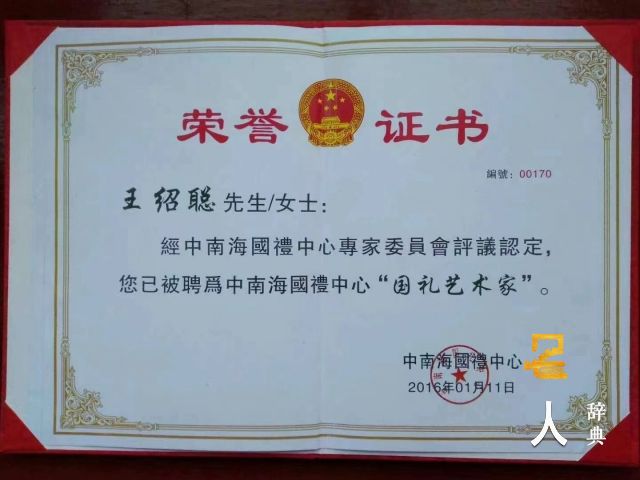 荣誉证书
編號：00170
王绍聪先生/女士：
經中南海國禮中心專家委員會評議認定，
您已被聘爲中南海國禮中心“国礼艺术家”。
中南海國禮中心
2016年01月11日
人
辞典